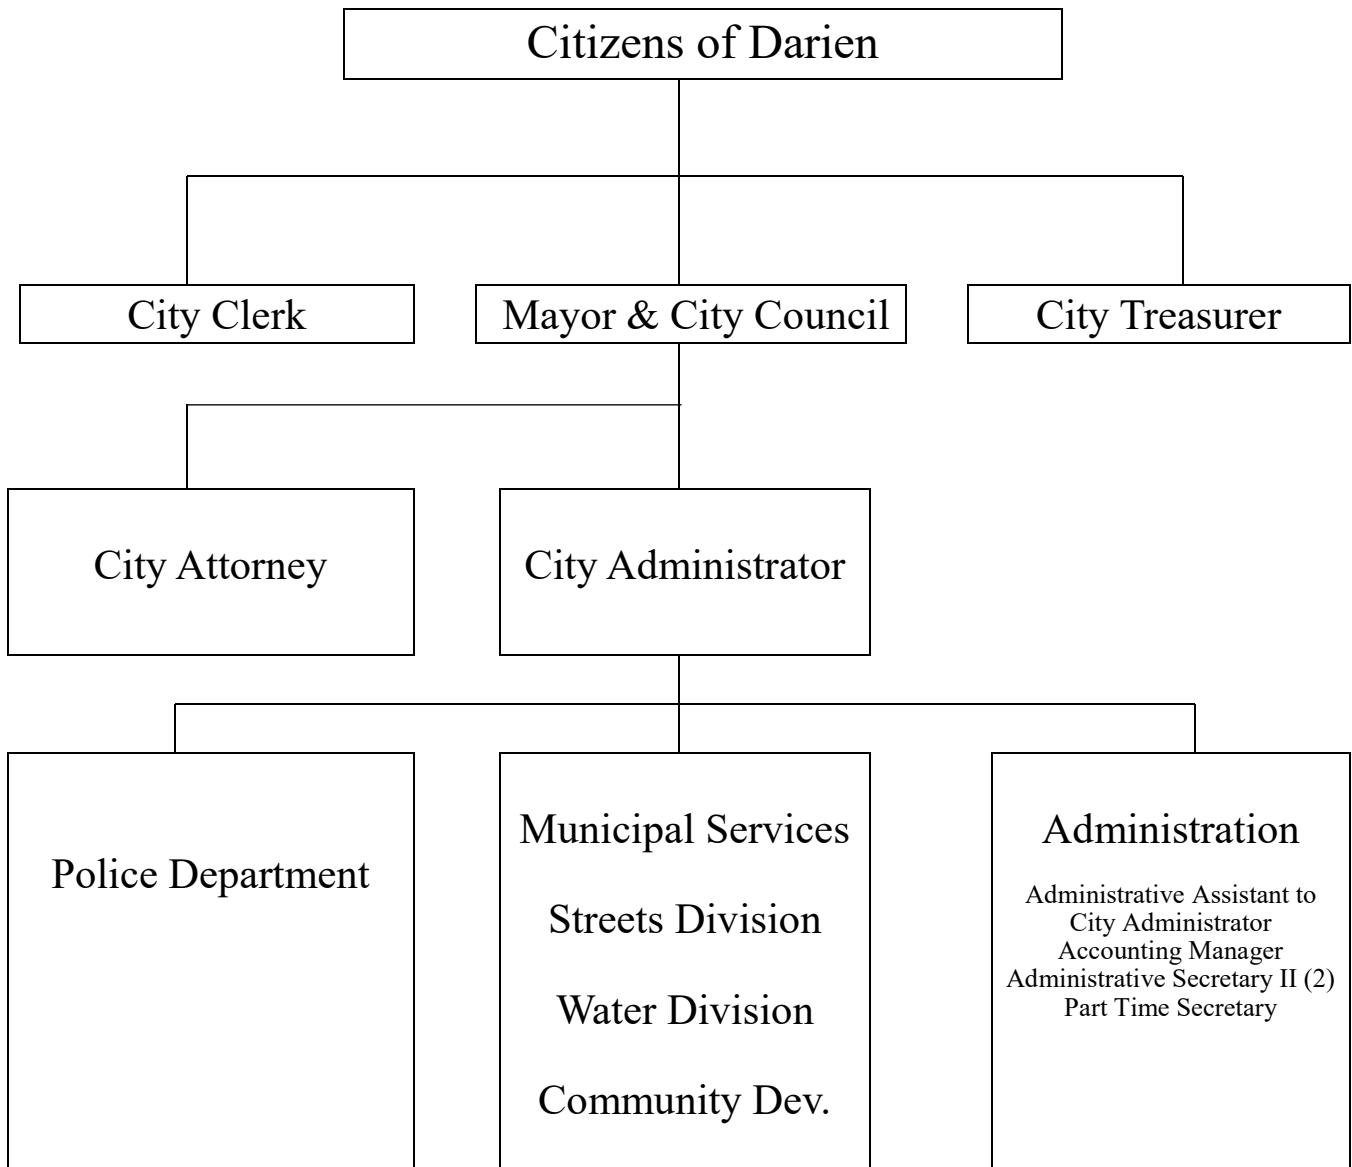 Citizens of Darien
City Clerk
Mayor & City Council
City Treasurer
City Attorney
City Administrator
Police Department
Municipal Services
Streets Division
Water Division
Community Dev.
Administration
Administrative Assistant to
City Administrator
Accounting Manager
Administrative Secretary II (2)
Part Time Secretary